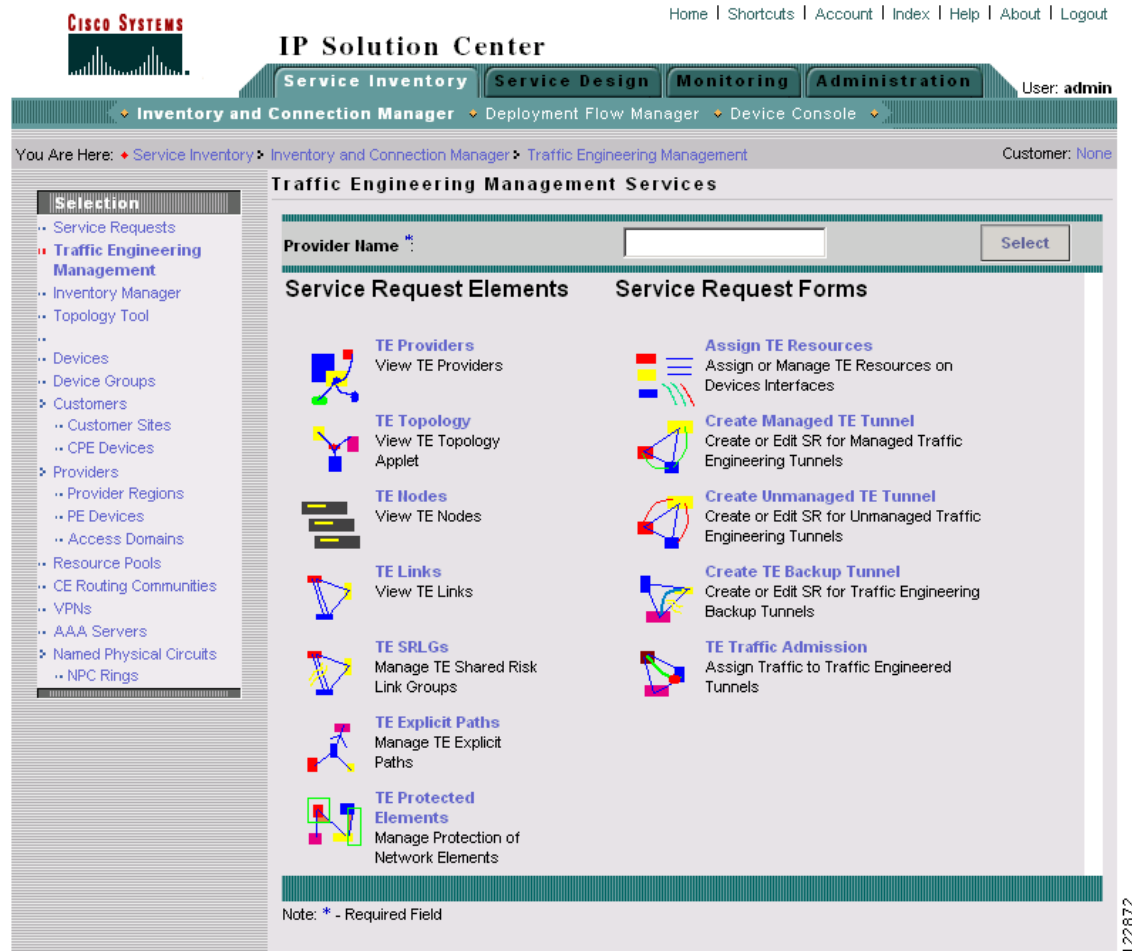 CISCO SYSTEMS
Home | Shortcuts | Account | Index | Help | About | Logout
IP Solution Center
Service Inventory Service Design Monitoring Administration
User: admin
Inventory and Connection Manager Deployment Flow Manager Device Console
You Are Here: Service Inventory Inventory and Connection Manager Traffic Engineering Management
Customer: None
Selection
Service Requests
Traffic Engineering
Management
Inventory Manager
Topology Tool
Devices
Device Groups
Customers
Customer Sites
CPE Devices
Providers
Provider Regions
PE Devices
Access Domains
Resource Pools
CE Routing Communities
VPNs
AAA Servers
Named Physical Circuits
NPC Rings
Traffic Engineering Management Services
Provider Name *:
Select
Service Request Elements
TE Providers
View TE Providers
TE Topology
View TE Topology
Applet
TE Nodes
View TE Nodes
TE Links
View TE Links
TE SRLGs
Manage TE Shared Risk
Link Groups
TE Explicit Paths
Manage TE Explicit
Paths
TE Protected
Elements
Manage Protection of
Network Elements
Service Request Forms
Assign TE Resources
Assign or Manage TE Resources on
Devices Interfaces
Create Managed TE Tunnel
Create or Edit SR for Managed Traffic
Engineering Tunnels
Create Unmanaged TE Tunnel
Create or Edit SR for Unmanaged Traffic
Engineering Tunnels
Create TE Backup Tunnel
Create or Edit SR for Traffic Engineering
Backup Tunnels
TE Traffic Admission
Assign Traffic to Traffic Engineered
Tunnels
Note: * - Required Field
122872